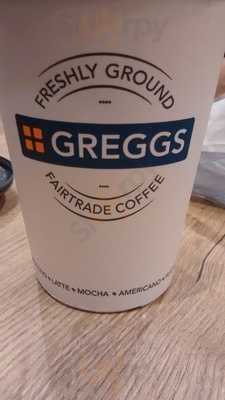 FRESHLY GROUND
GREGGS
FAIRTRADE COFFEE
• LATTE • MOCHA • AMERICANO •